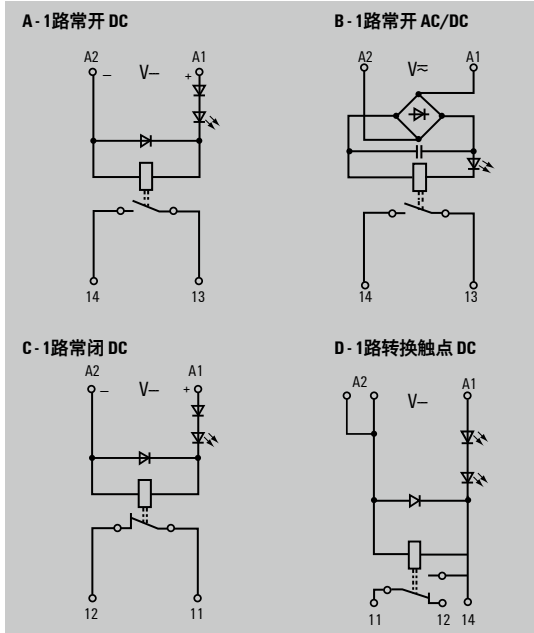 A - 1路常开 DC
A2 A1
– V– +
14 13
B - 1路常开 AC/DC
A2 A1
V≂
14 13
C - 1路常闭 DC
A2 A1
– V– +
12 11
D - 1路转换触点 DC
A2 A1
V–
11 12 14